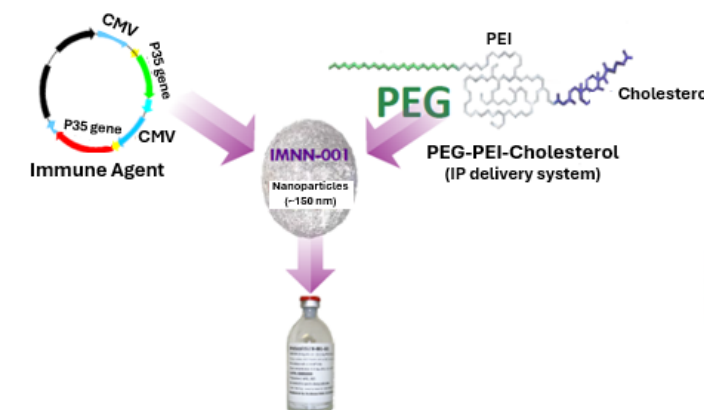 CMV
P35 gene
P35 gene
CMV
Immune Agent
PEI
PEG
Cholesterol
PEG-PEI-Cholesterol
(IP delivery system)
IMNN-001
Nanoparticles
(~150 nm)